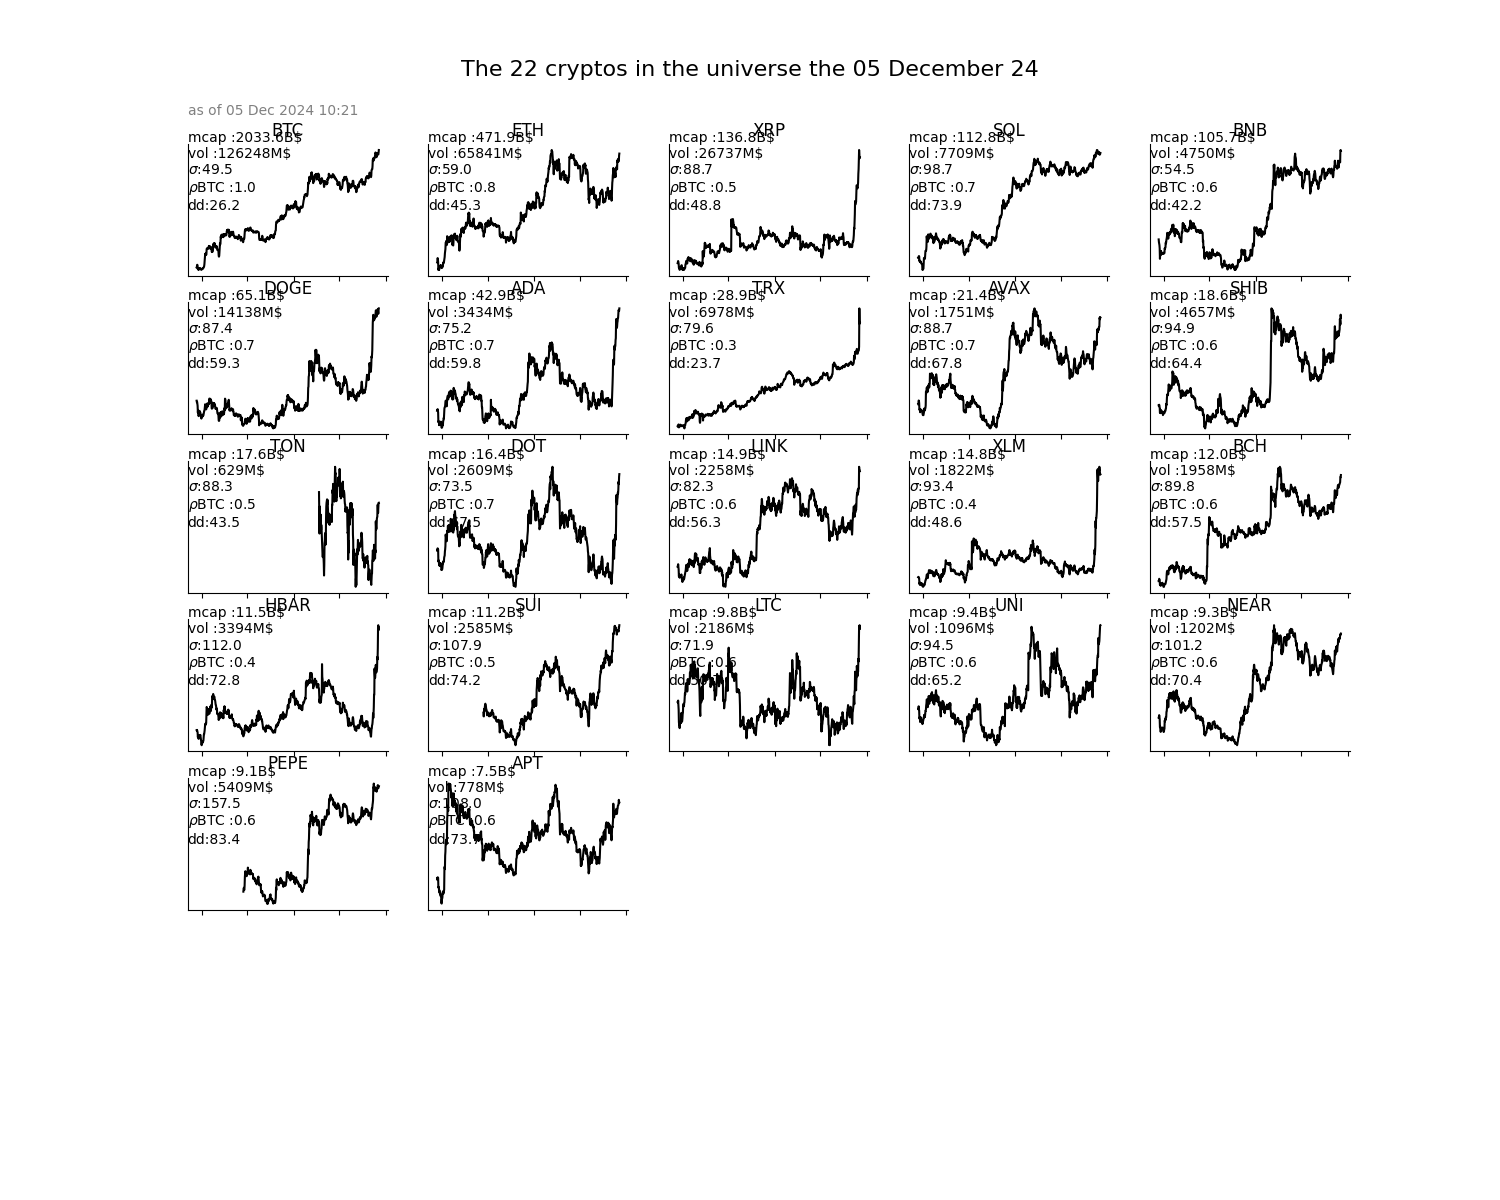 The 22 cryptos in the universe the 05 December 24
as of 05 Dec 2024 10:21
BTC
mcap :2033.6B$
vol :126248M$
σ:49.5
ρBTC :1.0
dd:26.2
ETH
mcap :471.9B$
vol :65841M$
σ:59.0
ρBTC :0.8
dd:45.3
XRP
mcap :136.8B$
vol :26737M$
σ:88.7
ρBTC :0.5
dd:48.8
SOL
mcap :112.8B$
vol :7709M$
σ:98.7
ρBTC :0.7
dd:73.9
BNB
mcap :105.7B$
vol :4750M$
σ:54.5
ρBTC :0.6
dd:42.2
DOGE
mcap :65.1B$
vol :14138M$
σ:87.4
ρBTC :0.7
dd:59.3
ADA
mcap :42.9B$
vol :3434M$
σ:75.2
ρBTC :0.7
dd:59.8
TRX
mcap :28.9B$
vol :6978M$
σ:79.6
ρBTC :0.3
dd:23.7
AVAX
mcap :21.4B$
vol :1751M$
σ:88.7
ρBTC :0.7
dd:67.8
SHIB
mcap :18.6B$
vol :4657M$
σ:94.9
ρBTC :0.6
dd:64.4
TON
mcap :17.6B$
vol :629M$
σ:88.3
ρBTC :0.5
dd:43.5
DOT
mcap :16.4B$
vol :2609M$
σ:73.5
ρBTC :0.7
LINK
mcap :14.9B$
vol :2258M$
σ:82.3
ρBTC :0.6
dd:56.3
XLM
mcap :14.8B$
vol :1822M$
σ:93.4
ρBTC :0.4
dd:48.6
BCH
mcap :12.0B$
vol :1958M$
σ:89.8
ρBTC :0.6
dd:57.5
HBAR
mcap :11.5B$
vol :3394M$
σ:112.0
ρBTC :0.4
dd:72.8
SUI
mcap :11.2B$
vol :2585M$
σ:107.9
ρBTC :0.5
dd:74.2
LTC
mcap :9.8B$
vol :2186M$
σ:71.9
ρBTC :0.6
UNI
mcap :9.4B$
vol :1096M$
σ:94.5
ρBTC :0.6
dd:65.2
NEAR
mcap :9.3B$
vol :1202M$
σ:101.2
ρBTC :0.6
dd:70.4
PEPE
mcap :9.1B$
vol :5409M$
σ:157.5
ρBTC :0.6
dd:83.4
APT
mcap :7.5B$
vol :778M$
ρBTC :0.6